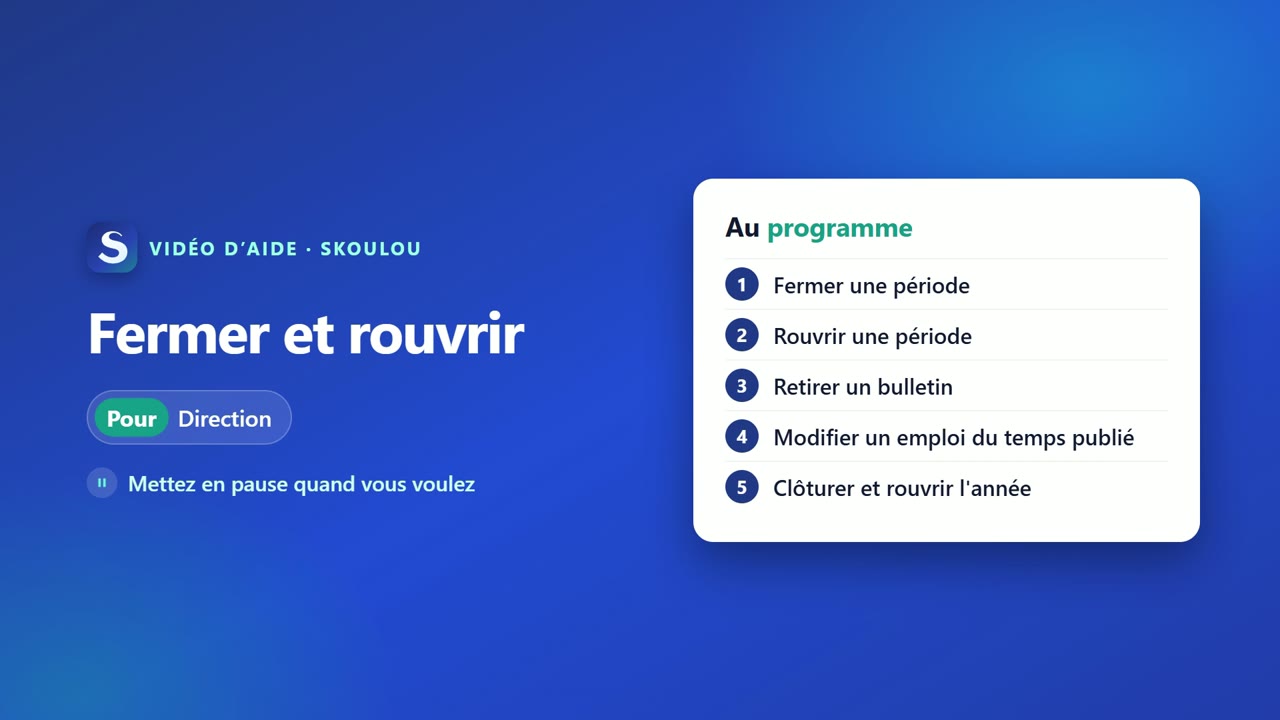 S
VIDÉO D’AIDE · SKOULOU
Fermer et rouvrir
Pour Direction
Mettez en pause quand vous voulez
Au programme
1 Fermer une période
2 Rouvrir une période
3 Retirer un bulletin
4 Modifier un emploi du temps publié
5 Clôturer et rouvrir l'année